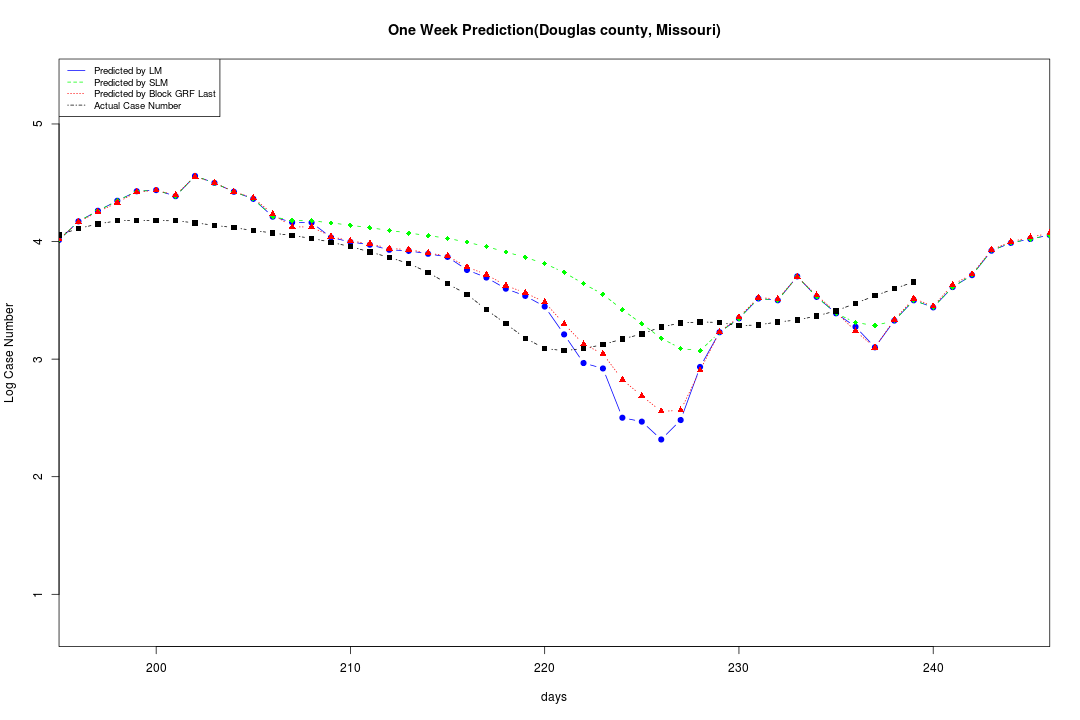 One Week Prediction(Douglas county, Missouri)
Predicted by LM
Predicted by SLM
Predicted by Block GRF Last
Actual Case Number
5
4
3
2
1
Log Case Number
200 210 220 230 240
days